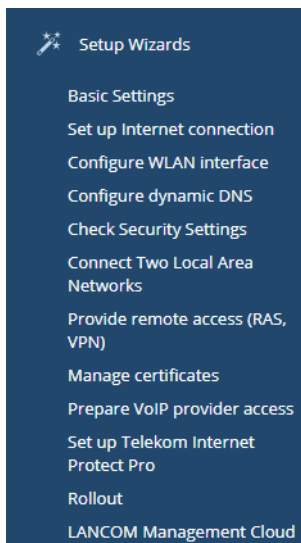 Setup Wizards
Basic Settings
Set up Internet connection
Configure WLAN interface
Configure dynamic DNS
Check Security Settings
Connect Two Local Area
Networks
Provide remote access (RAS,
VPN)
Manage certificates
Prepare VoIP provider access
Set up Telekom Internet
Protect Pro
Rollout
LANCOM Management Cloud